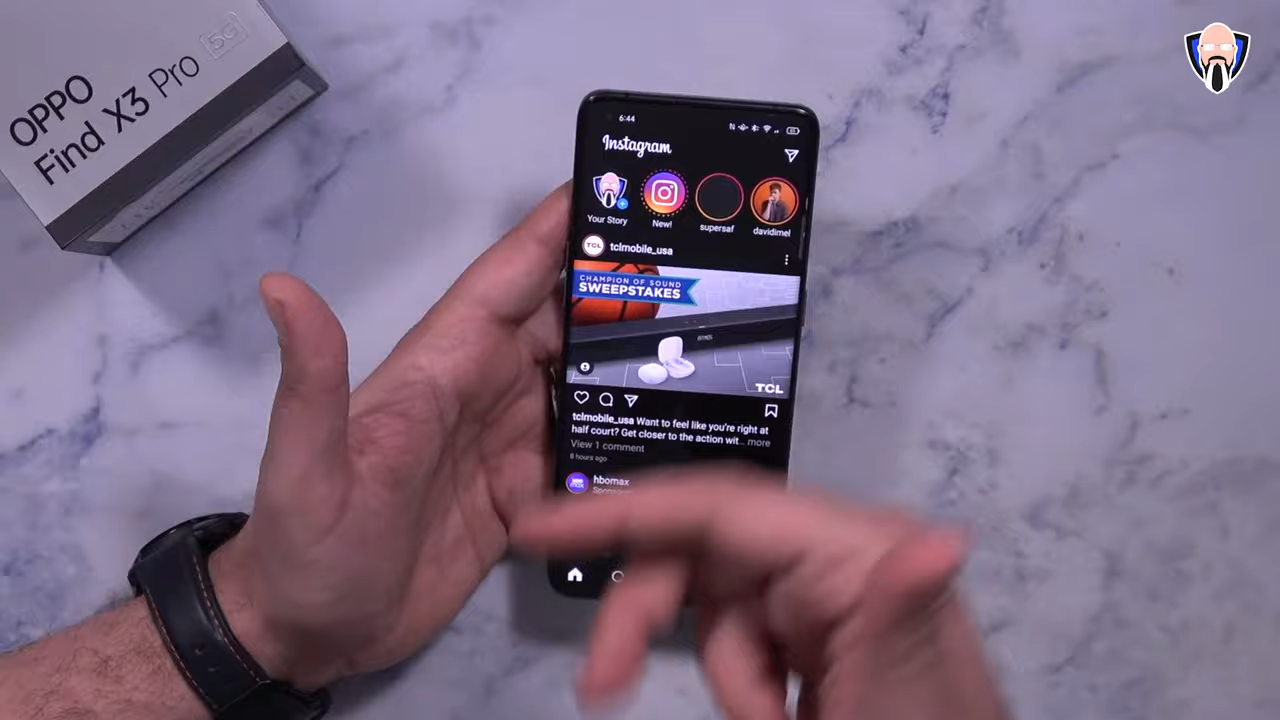 OPPO
Find X3 Pro 5G
6:44
Instagram
Your Story
New!
supersaf
davidimel
TCL tclmobile_usa
CHAMPION OF SOUND
SWEEPSTAKES
TCL
tclmobile_usa Want to feel like you're right at
half court? Get closer to the action wit... more
View 1 comment
8 hours ago
hbomax